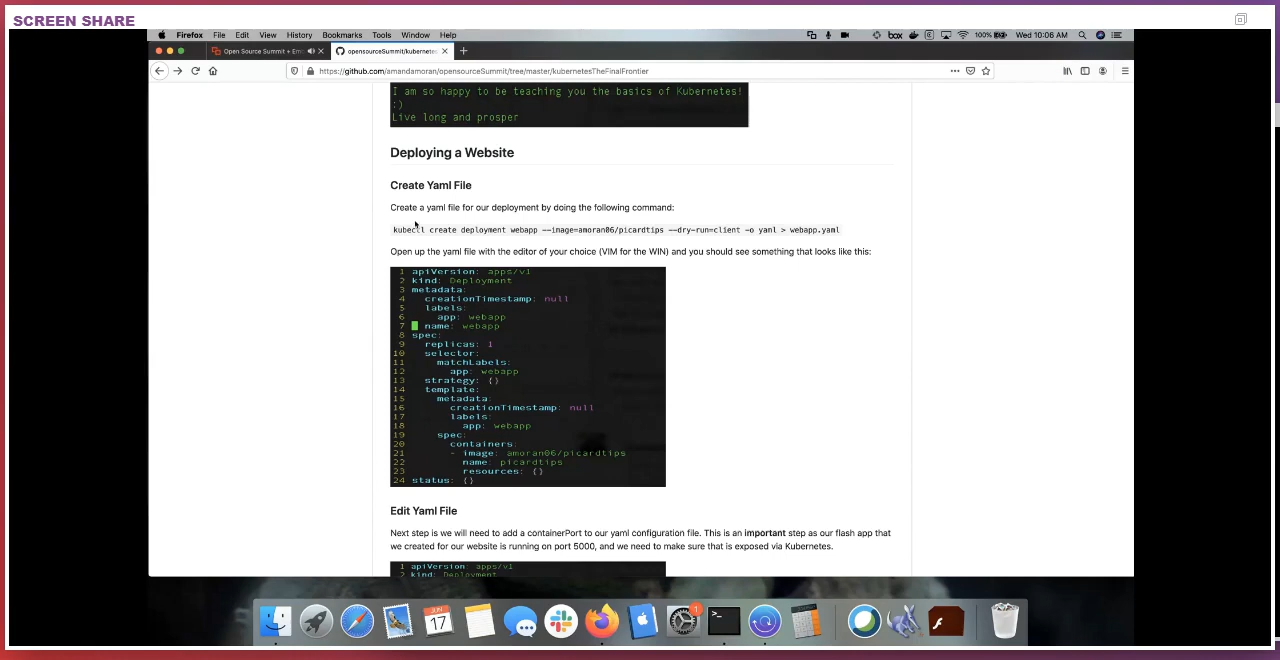 SCREEN SHARE
Firefox File Edit View History Bookmarks Tools Window Help
box 100% Wed 10:06 AM
Open Source Summit + Em
opensourceSummit/kubernetes
https://github.com/amandamoran/opensourceSummit/tree/master/kubernetesTheFinalFrontier
I am so happy to be teaching you the basics of Kubernetes!
:)
Live long and prosper
Deploying a Website
Create Yaml File
Create a yaml file for our deployment by doing the following command:
kubectl create deployment webapp --image=amoran06/picardtips --dry-run=client -o yaml > webapp.yaml
Open up the yaml file with the editor of your choice (VIM for the WIN) and you should see something that looks like this:
1 apiVersion: apps/v1
2 kind: Deployment
3 metadata:
4 creationTimestamp: null
5 labels:
6 app: webapp
7 name: webapp
8 spec:
9 replicas: 1
10 selector:
11 matchLabels:
12 app: webapp
13 strategy: {}
14 template:
15 metadata:
16 creationTimestamp: null
17 labels:
18 app: webapp
19 spec:
20 containers:
21 - image: amoran06/picardtips
22 name: picardtips
23 resources: {}
24 status: {}
Edit Yaml File
Next step is we will need to add a containerPort to our yaml configuration file. This is an important step as our flash app that
we created for our website is running on port 5000, and we need to make sure that is exposed via Kubernetes.
1 apiVersion: apps/v1
2 kind: Deployment
JUN
17
1
>_